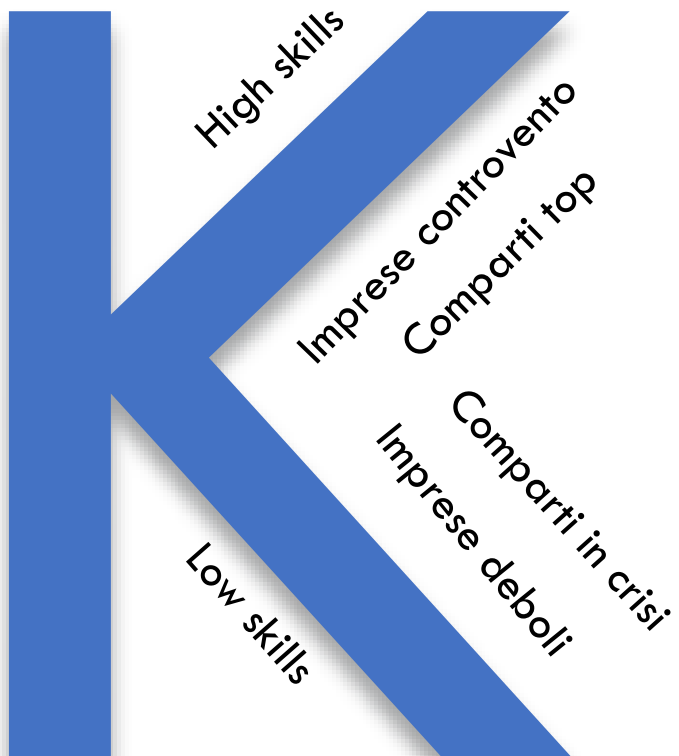 High skills
Imprese controvento
Comparti top
Comparti in crisi
Imprese deboli
Low skills